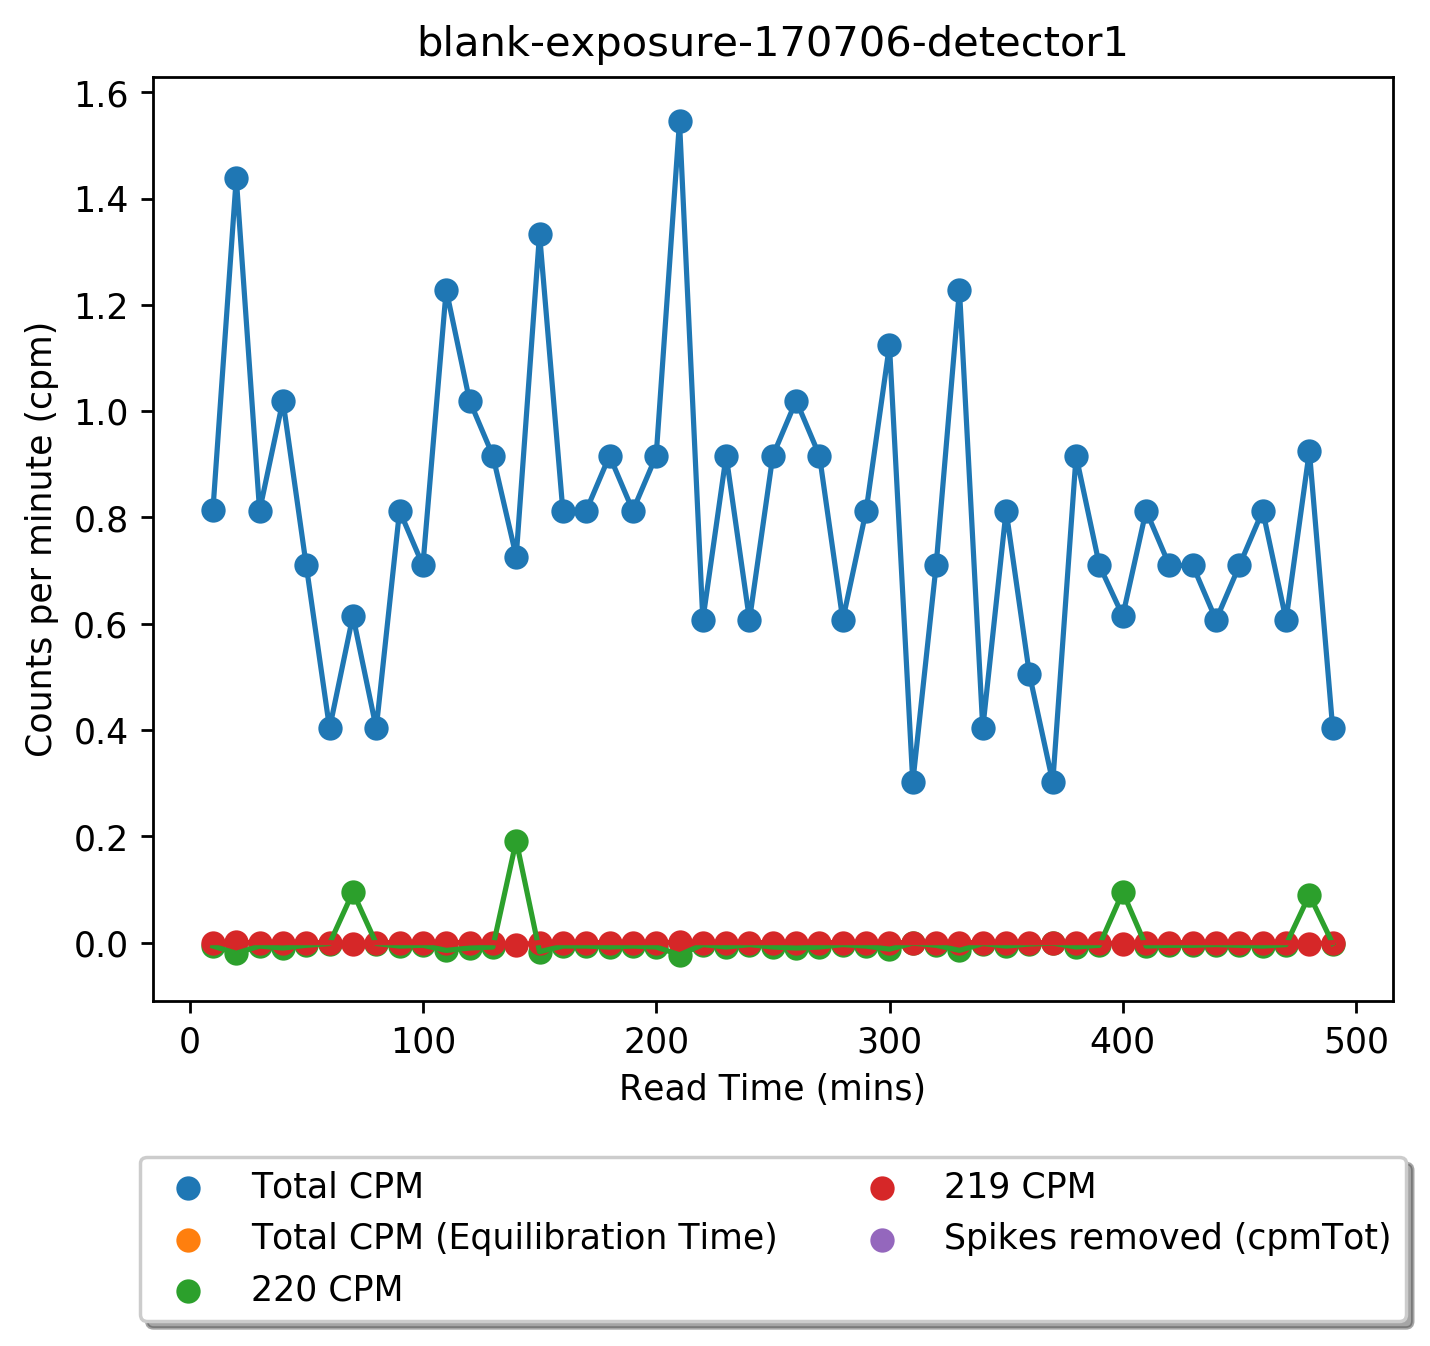 blank-exposure-170706-detector1
1.6
1.4
1.2
1.0
0.8
0.6
0.4
0.2
0.0
Counts per minute (cpm)
0 100 200 300 400 500
Read Time (mins)
Total CPM
Total CPM (Equilibration Time)
220 CPM
219 CPM
Spikes removed (cpmTot)